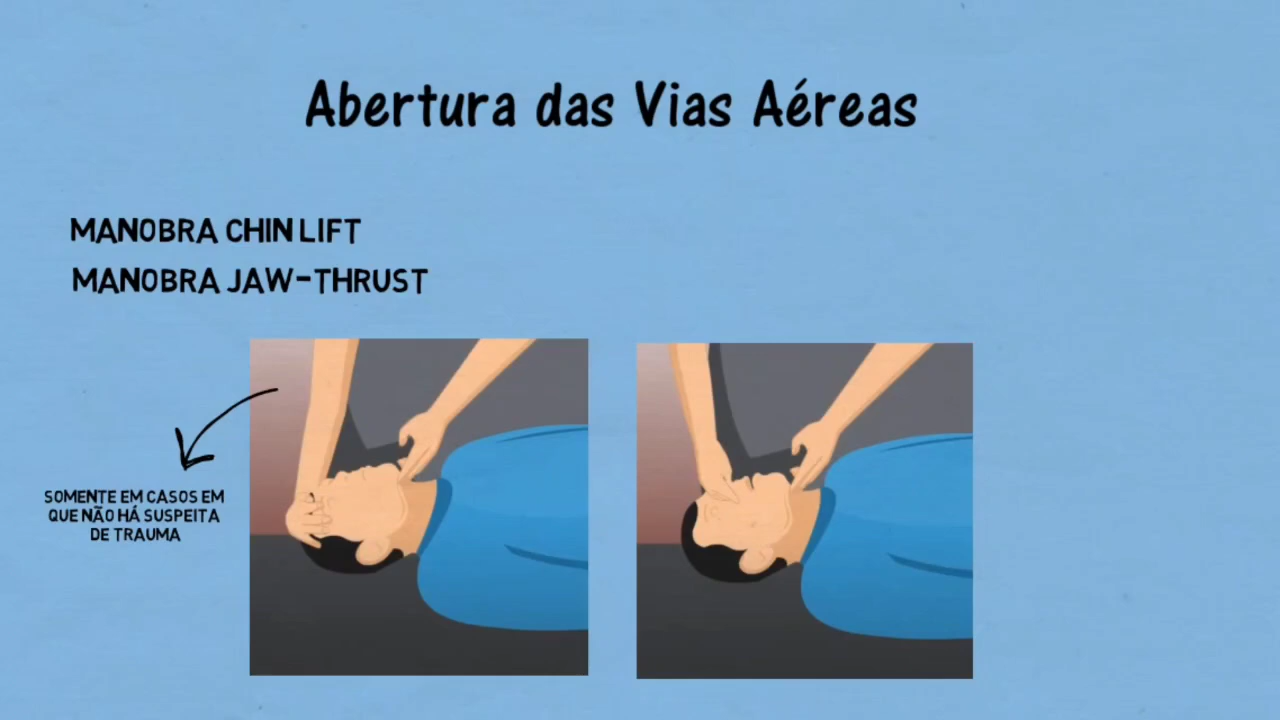 Abertura das Vias Aéreas
MANOBRA CHIN LIFT
MANOBRA JAW-THRUST
SOMENTE EM CASOS EM
QUE NÃO HÁ SUSPEITA
DE TRAUMA